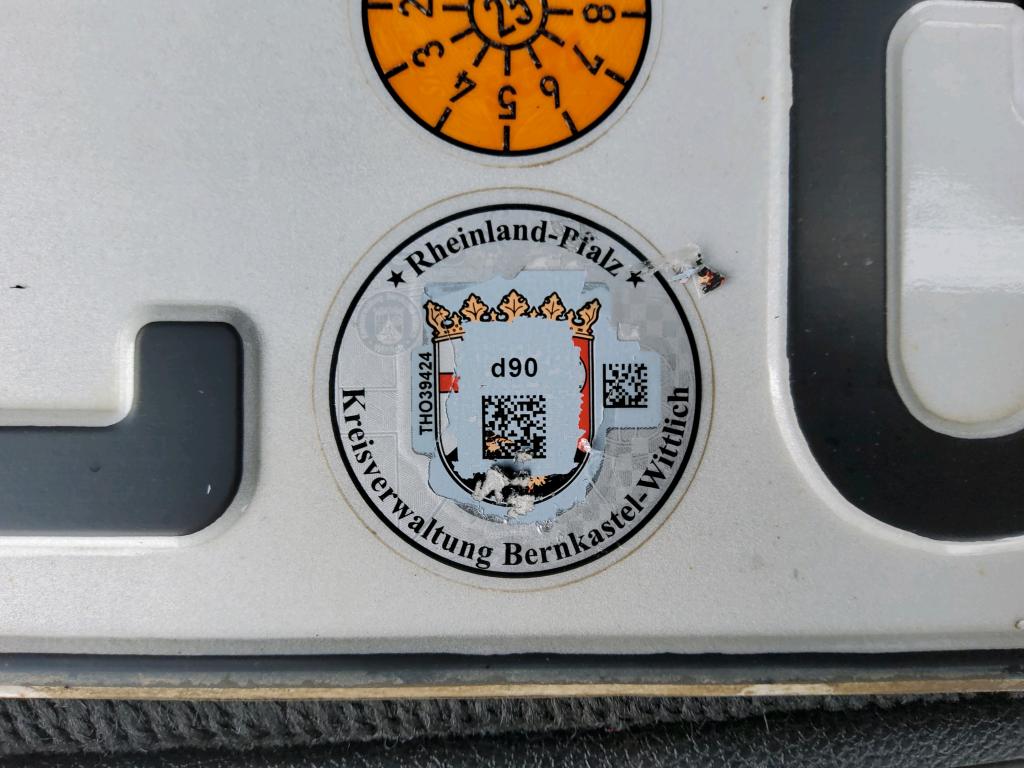 2
3
4
5
6
7
8
23
★ Rheinland-Pfalz ★
THO39424
d90
Kreisverwaltung Bernkastel-Wittlich